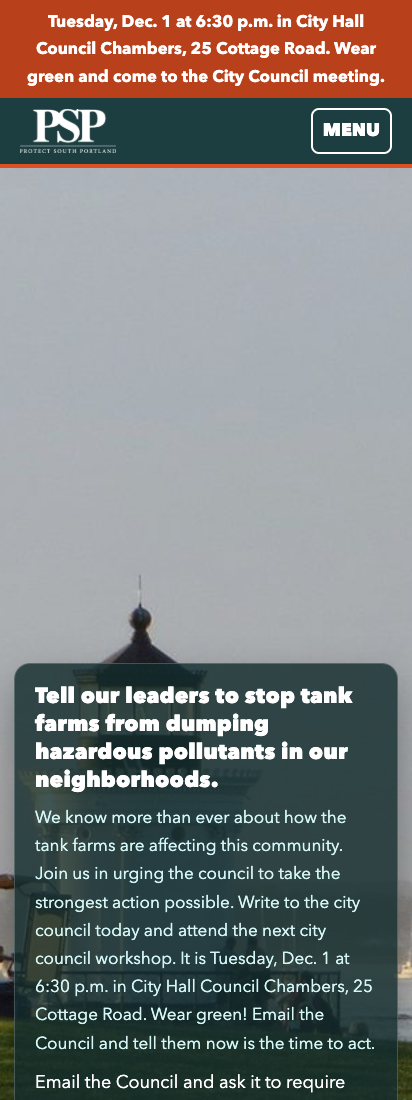 Tuesday, Dec. 1 at 6:30 p.m. in City Hall
Council Chambers, 25 Cottage Road. Wear
green and come to the City Council meeting.
PSP
PROTECT SOUTH PORTLAND
MENU
Tell our leaders to stop tank
farms from dumping
hazardous pollutants in our
neighborhoods.
We know more than ever about how the
tank farms are affecting this community.
Join us in urging the council to take the
strongest action possible. Write to the city
council today and attend the next city
council workshop. It is Tuesday, Dec. 1 at
6:30 p.m. in City Hall Council Chambers, 25
Cottage Road. Wear green! Email the
Council and tell them now is the time to act.
Email the Council and ask it to require